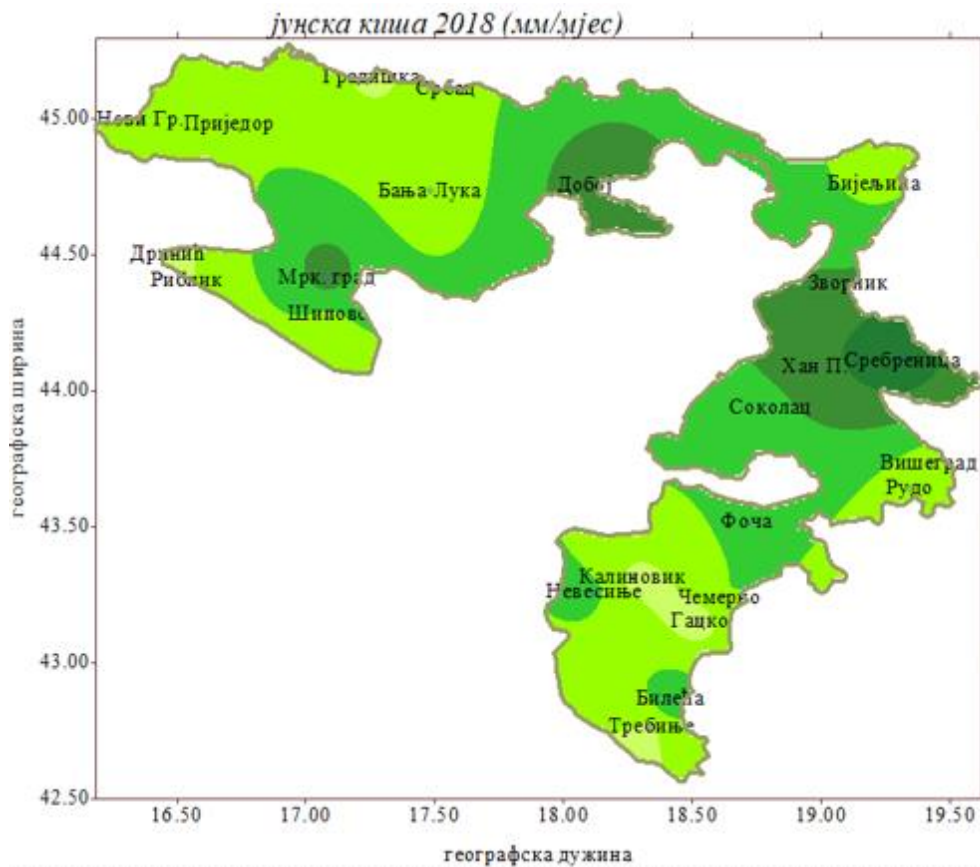 јунска киша 2018 (мм/мјес)
Градишка
Србац
45.00
Нови Гр.
Приједор
Бања Лука
Добој
Бијељина
44.50
Дринић
Рибник
Мрк. град
Зворник
Шипово
географска ширина
44.00
Хан П.
Сребреница
Соколац
Вишеград
Рудо
43.50
Фоча
Калиновик
Невесиње
Чемерно
Гацко
43.00
Билећа
Требиње
42.50
16.50 17.00 17.50 18.00 18.50 19.00 19.50
географска дужина